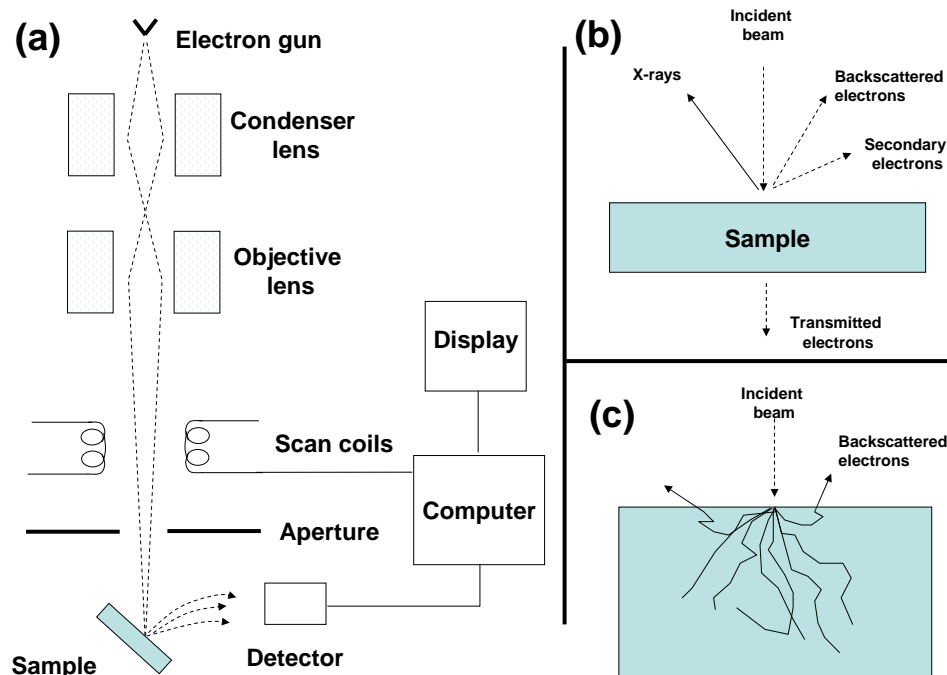 (a)
Electron gun
Condenser
lens
Objective
lens
Display
Scan coils
Computer
Aperture
Sample
Detector
(b)
Incident
beam
X-rays
Backscattered
electrons
Secondary
electrons
Sample
Transmitted
electrons
(c)
Incident
beam
Backscattered
electrons